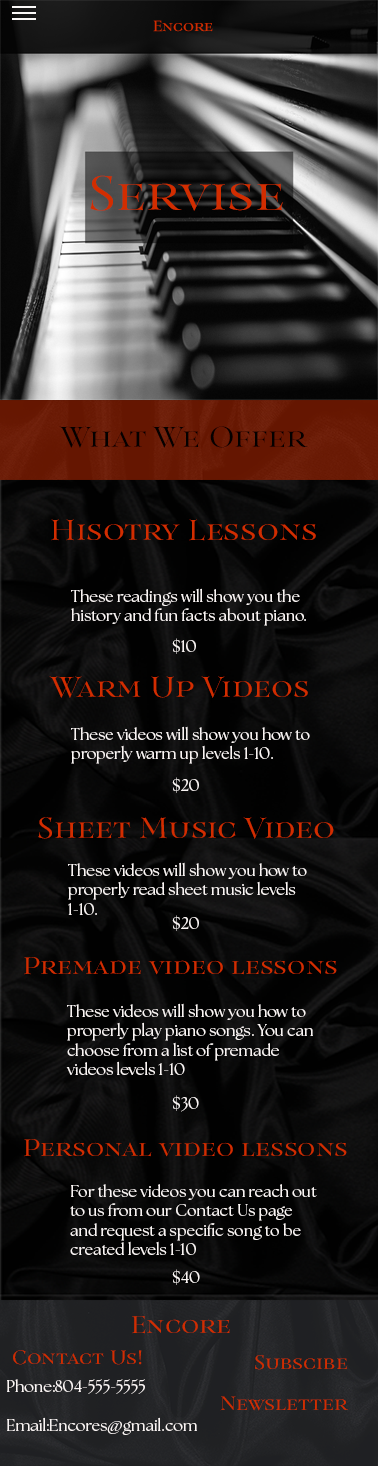 Encore
Servise
What We Offer
Hisotry Lessons
These readings will show you the
history and fun facts about piano.
$10
Warm Up Videos
These videos will show you how to
properly warm up levels 1-10.
$20
Sheet Music Video
These videos will show you how to
properly read sheet music levels
1-10.
$20
Premade video lessons
These videos will show you how to
properly play piano songs. You can
choose from a list of premade
videos levels 1-10
$30
Personal video lessons
For these videos you can reach out
to us from our Contact Us page
and request a specific song to be
created levels 1-10
$40
Encore
Contact Us!
Phone:804-555-5555
Email:Encores@gmail.com
Subscibe
Newsletter